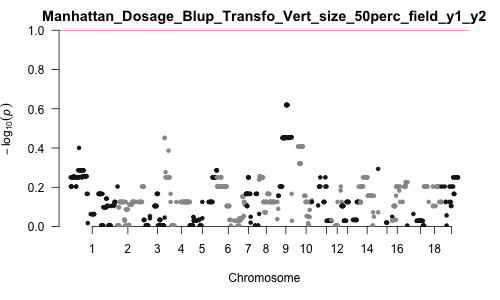 Manhattan_Dosage_Blup_Transfo_Vert_size_50perc_field_y1_y2
1.0
0.8
0.6
0.4
0.2
0.0
− log₁₀(p)
1 2 3 4 5 6 7 8 9 10 12 14 16 18
Chromosome